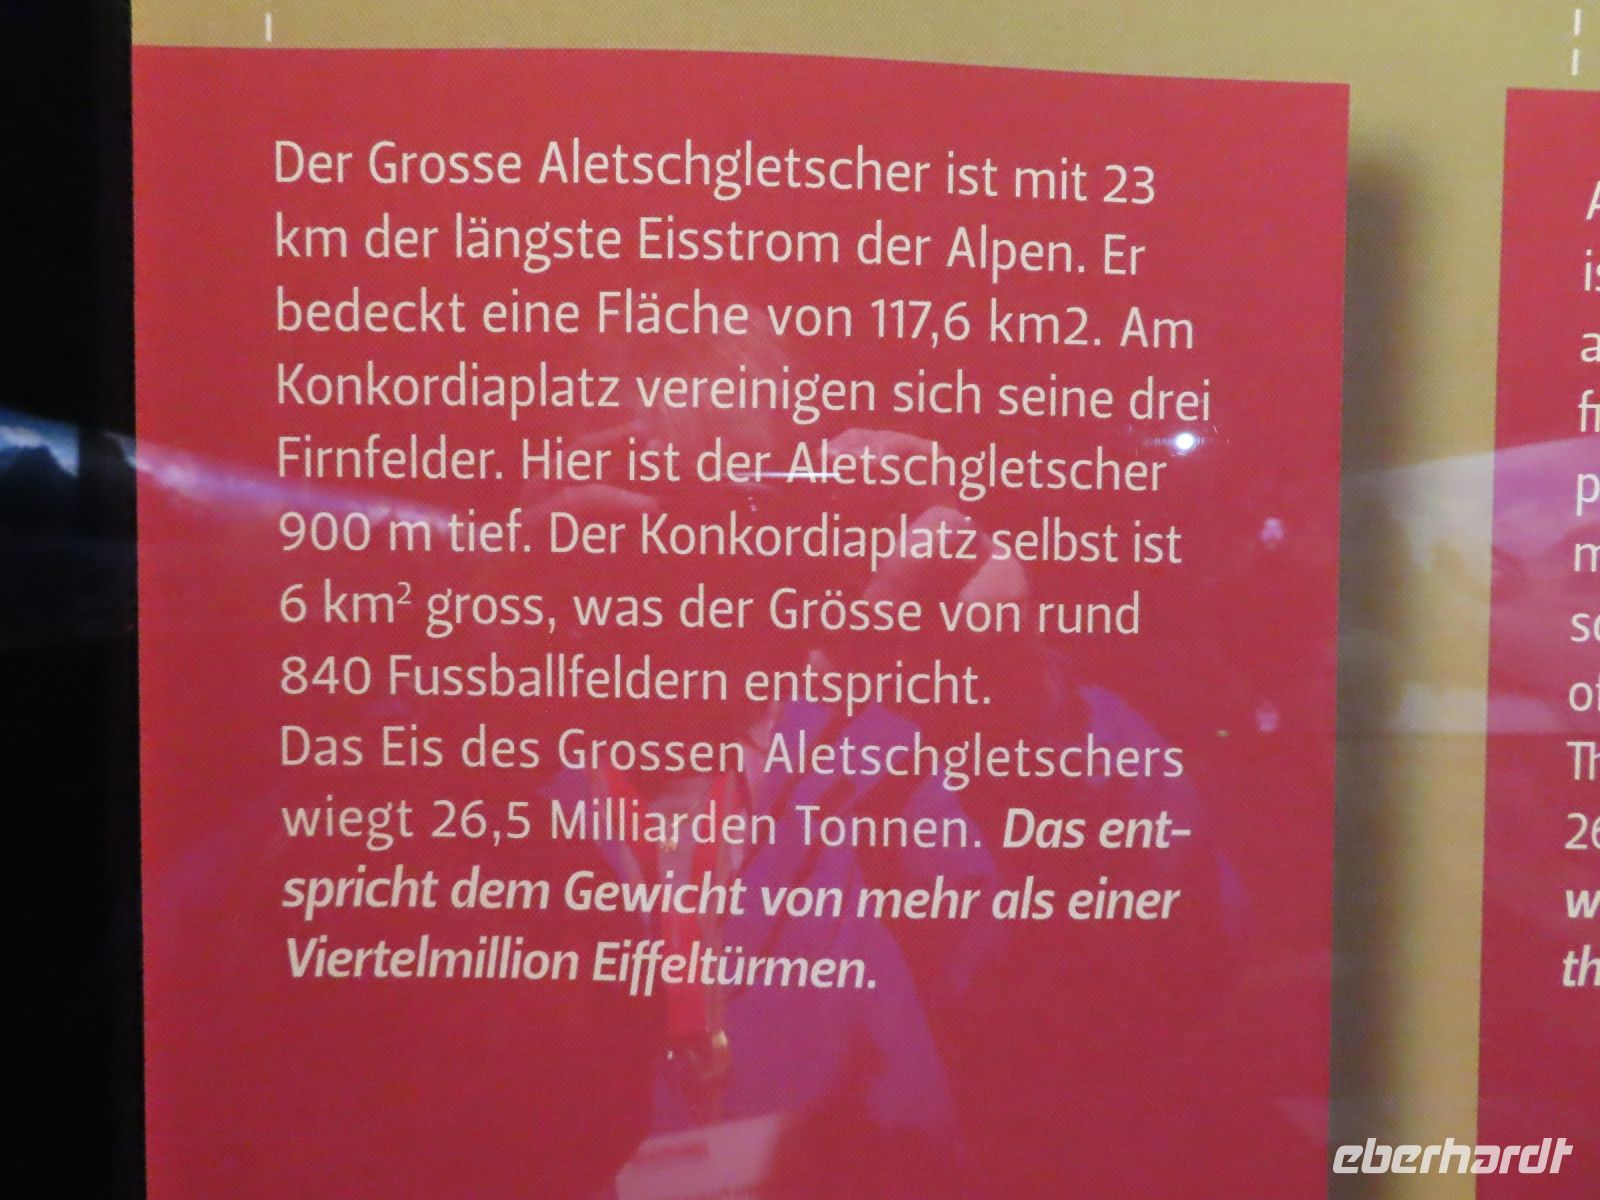 Der Grosse Aletschgletscher ist mit 23
km der längste Eisstrom der Alpen. Er
bedeckt eine Fläche von 117,6 km2. Am
Konkordiaplatz vereinigen sich seine drei
Firnfelder. Hier ist der Aletschgletscher
900 m tief. Der Konkordiaplatz selbst ist
6 km² gross, was der Grösse von rund
840 Fussballfeldern entspricht.
Das Eis des Grossen Aletschgletschers
wiegt 26,5 Milliarden Tonnen. Das ent-
spricht dem Gewicht von mehr als einer
Viertelmillion Eiffeltürmen.
eberhardt